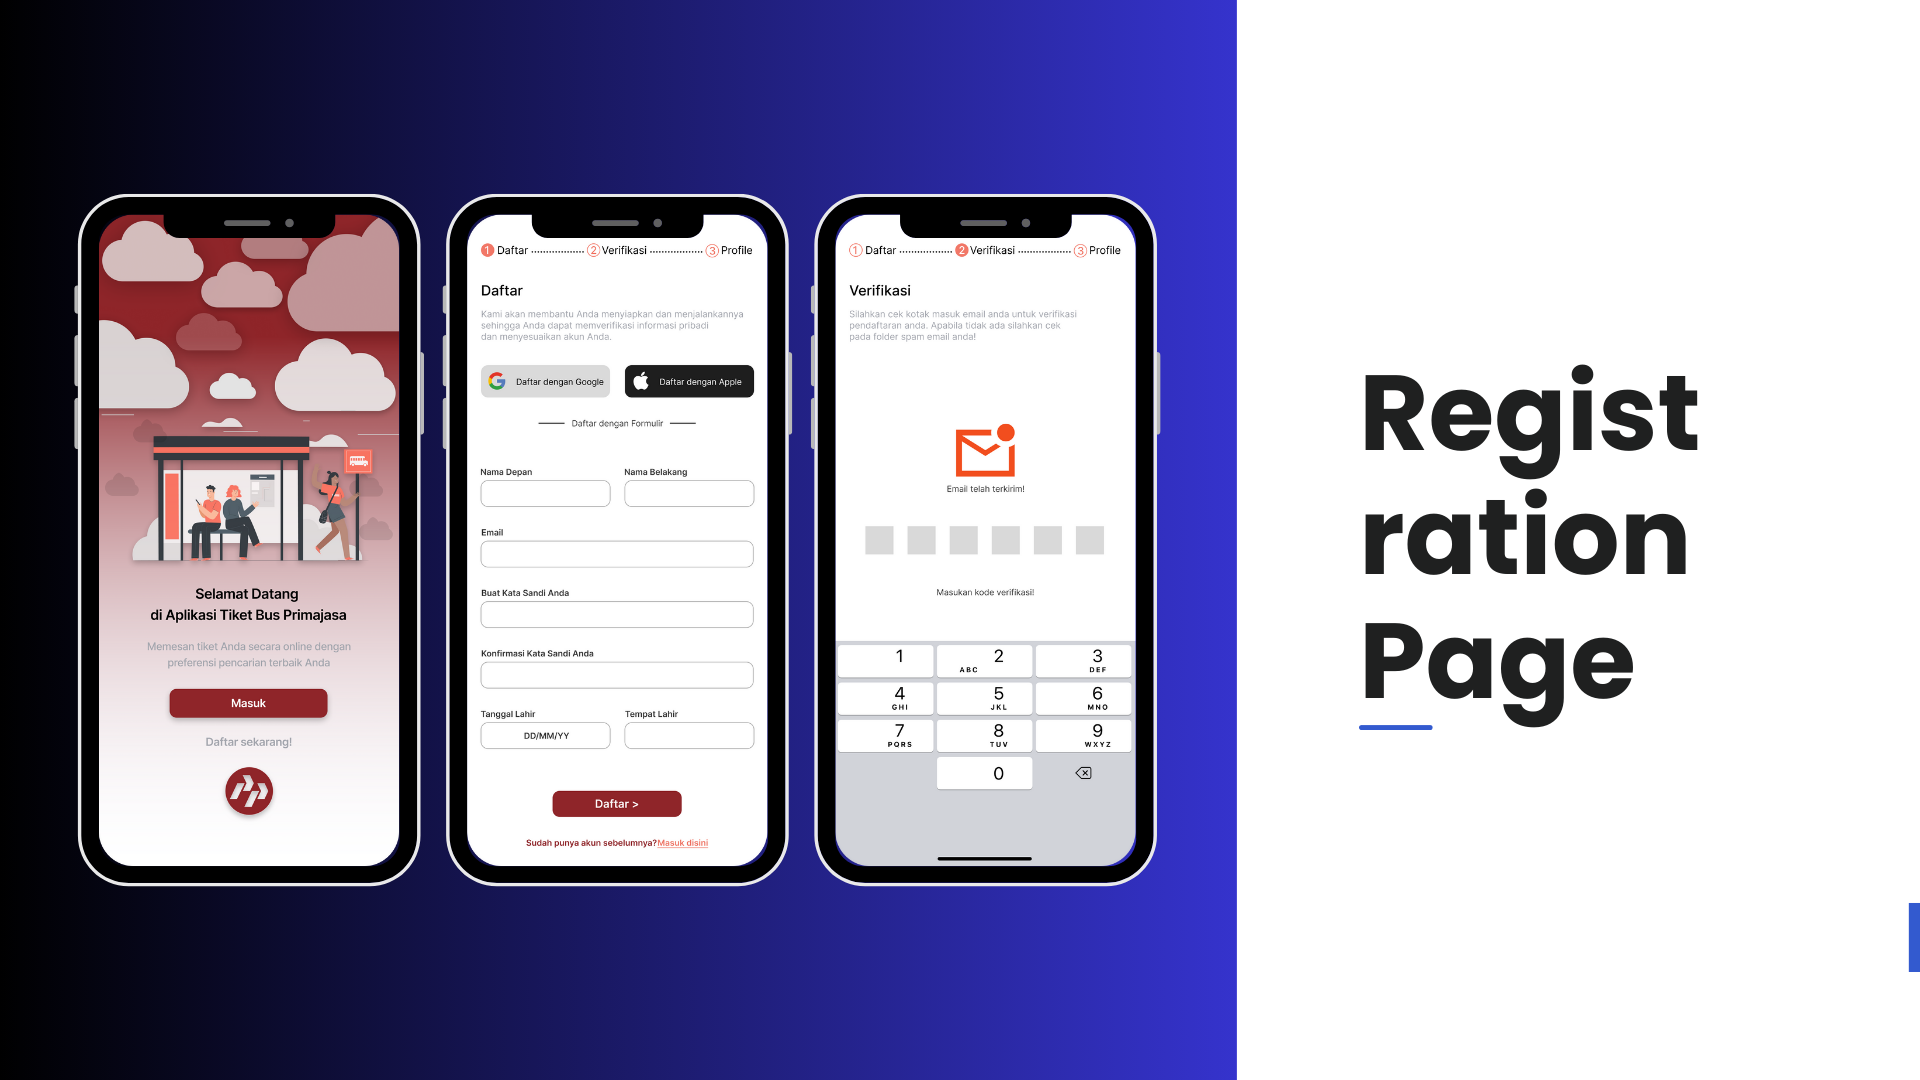 Selamat Datang
di Aplikasi Tiket Bus Primajasa
Memesan tiket Anda secara online dengan
preferensi pencarian terbaik Anda
Masuk
Daftar sekarang!
1 Daftar .................. 2 Verifikasi .................. 3 Profile
Daftar
Kami akan membantu Anda menyiapkan dan menjalankannya
sehingga Anda dapat memverifikasi informasi pribadi
dan menyesuaikan akun Anda.
Daftar dengan Google
Daftar dengan Apple
Daftar dengan Formulir
Nama Depan
Nama Belakang
Email
Buat Kata Sandi Anda
Konfirmasi Kata Sandi Anda
Tanggal Lahir
Tempat Lahir
DD/MM/YY
Daftar >
Sudah punya akun sebelumnya?Masuk disini
1 Daftar .................. 2 Verifikasi .................. 3 Profile
Verifikasi
Silahkan cek kotak masuk email anda untuk verifikasi
pendaftaran anda. Apabila tidak ada silahkan cek
pada folder spam email anda!
Email telah terkirim!
Masukan kode verifikasi!
1 2 3
ABC DEF
4 5 6
GHI JKL MNO
7 8 9
PQRS TUV WXYZ
0
Regist
ration
Page